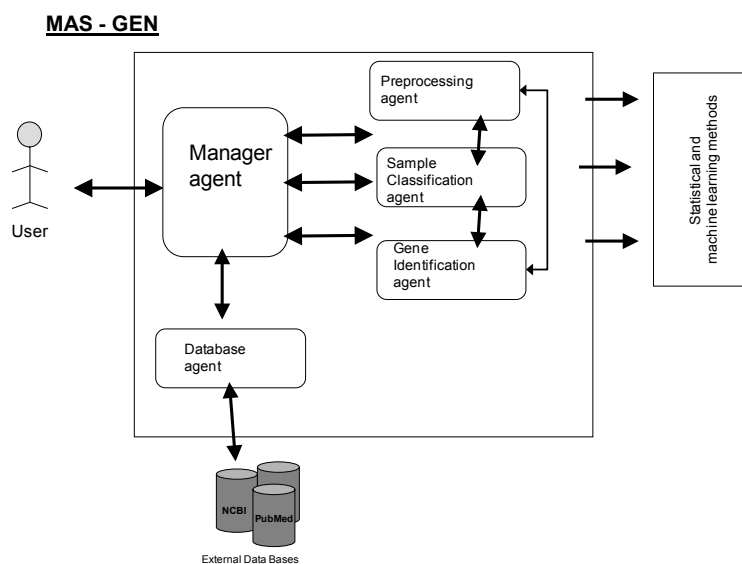 MAS - GEN
Preprocessing
agent
Manager
agent
Sample
Classification
agent
User
Gene
Identification
agent
Statistical and
machine learning methods
Database
agent
NCBI
PubMed
External Data Bases